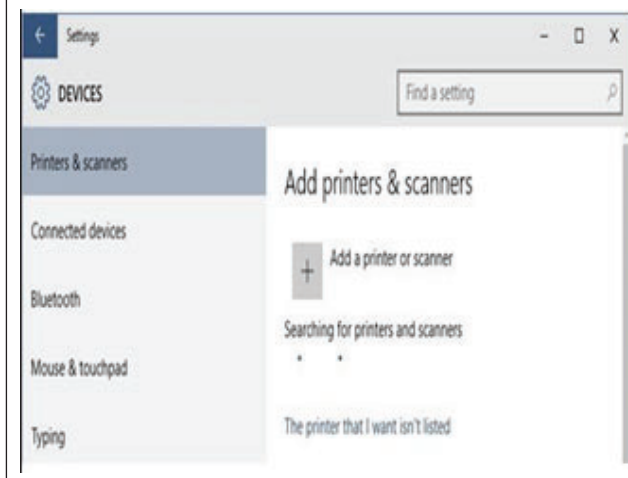 Settings
DEVICES
Find a setting
Printers & scanners
Connected devices
Bluetooth
Mouse & touchpad
Typing
Add printers & scanners
Add a printer or scanner
Searching for printers and scanners
The printer that I want isn't listed